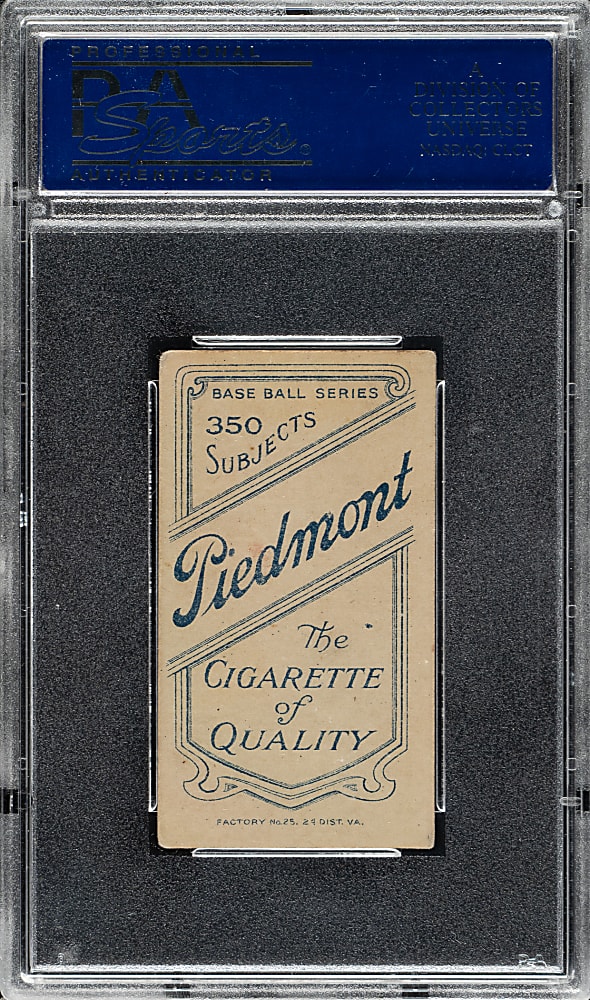 PROFESSIONAL
PSA
Sports
AUTHENTICATOR
A
DIVISION OF
COLLECTORS
UNIVERSE
NASDAQ: CLCT
BASE BALL SERIES
350
SUBJECTS
Piedmont
The
CIGARETTE
of
QUALITY
FACTORY No. 25, 2d DIST. VA.
PSA